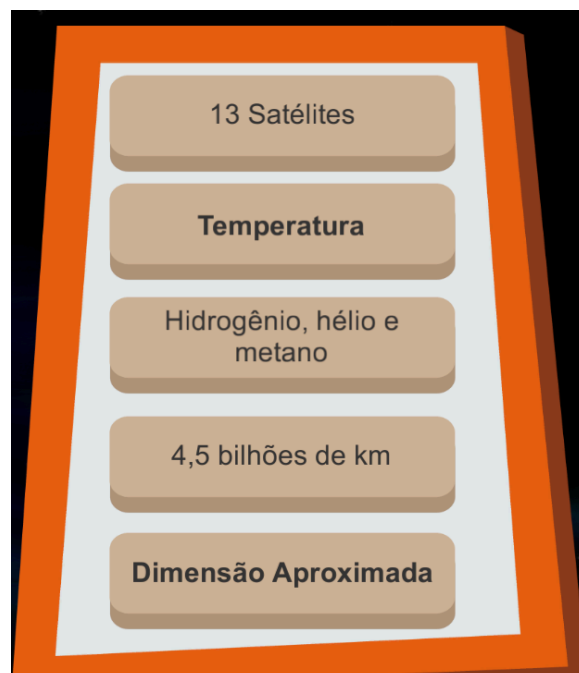 13 Satélites
Temperatura
Hidrogênio, hélio e
metano
4,5 bilhões de km
Dimensão Aproximada